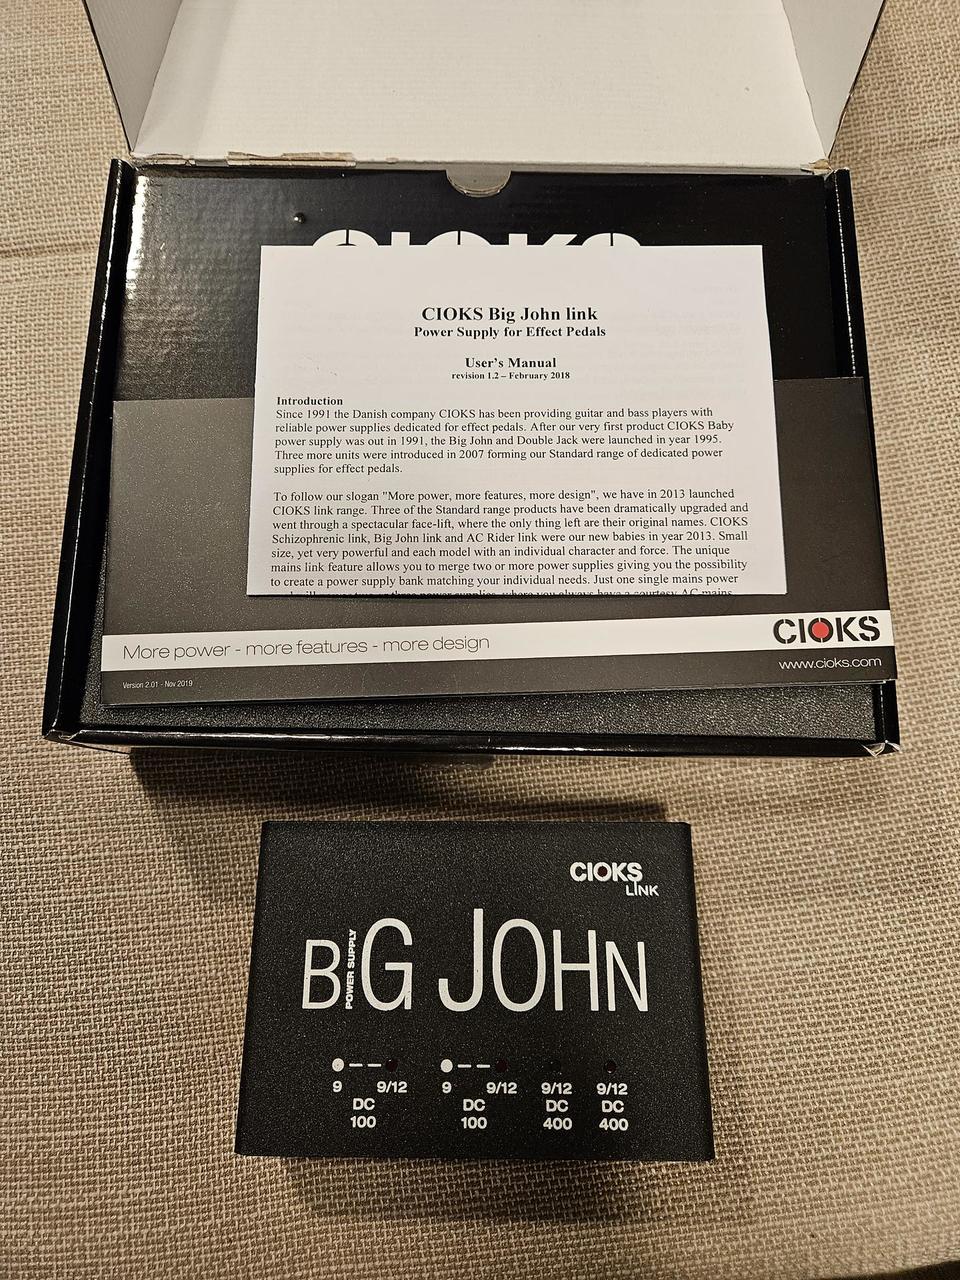 CIOKS
CIOKS Big John link
Power Supply for Effect Pedals
User's Manual
revision 1.2 – February 2018
Introduction
Since 1991 the Danish company CIOKS has been providing guitar and bass players with
reliable power supplies dedicated for effect pedals. After our very first product CIOKS Baby
power supply was out in 1991, the Big John and Double Jack were launched in year 1995.
Three more units were introduced in 2007 forming our Standard range of dedicated power
supplies for effect pedals.
To follow our slogan "More power, more features, more design", we have in 2013 launched
CIOKS link range. Three of the Standard range products have been dramatically upgraded and
went through a spectacular face-lift, where the only thing left are their original names. CIOKS
Schizophrenic link, Big John link and AC Rider link were our new babies in year 2013. Small
size, yet very powerful and each model with an individual character and force. The unique
mains link feature allows you to merge two or more power supplies giving you the possibility
to create a power supply bank matching your individual needs. Just one single mains power
power supplies, where you always have a courtesy AC mains
CIOKS
More power - more features - more design
www.cioks.com
Version 2.01 - Nov 2019
CIOKS
LINK
BIG JOHN
POWER SUPPLY
9 9/12 9 9/12 9/12 9/12
DC DC DC DC
100 100 400 400